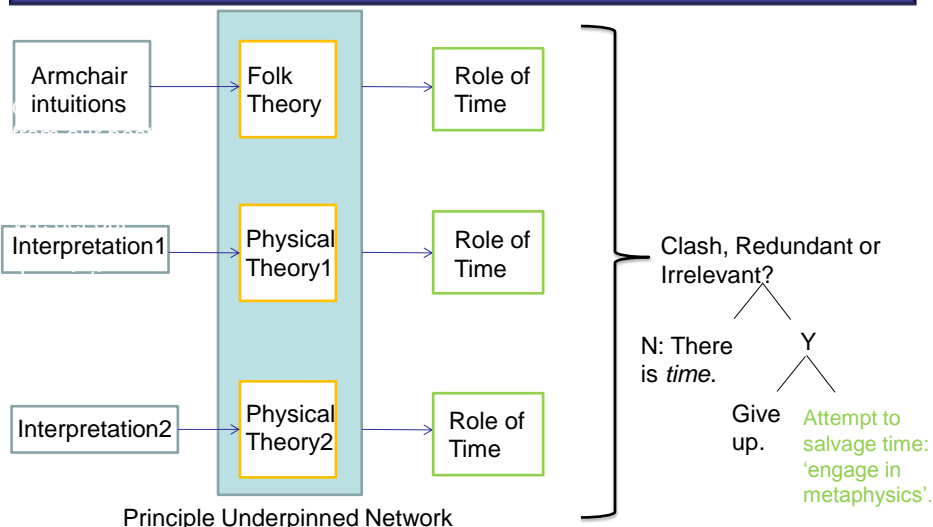 Armchair
intuitions
Folk
Theory
Role of
Time
Interpretation1
Physical
Theory1
Role of
Time
Interpretation2
Physical
Theory2
Role of
Time
Principle Underpinned Network
Clash, Redundant or
Irrelevant?
N: There
is time.
Y
Give
up.
Attempt to
salvage time:
‘engage in
metaphysics’.